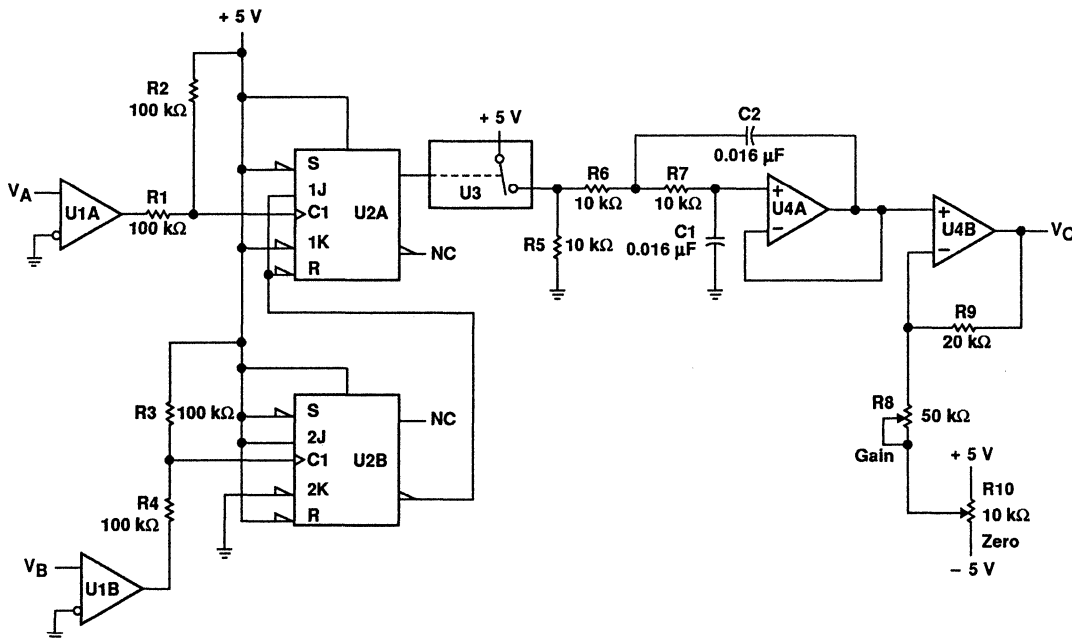 + 5 V
R2
100 kΩ
VA
U1A
R1
100 kΩ
S
1J
C1
1K
R
U2A
NC
+ 5 V
U3
R5
10 kΩ
R6
10 kΩ
R7
10 kΩ
C2
0.016 µF
C1
0.016 µF
+
–
U4A
+
–
U4B
VO
R9
20 kΩ
R8
50 kΩ
Gain
+ 5 V
R10
10 kΩ
Zero
– 5 V
R3
100 kΩ
R4
100 kΩ
VB
U1B
S
2J
C1
2K
R
U2B
NC